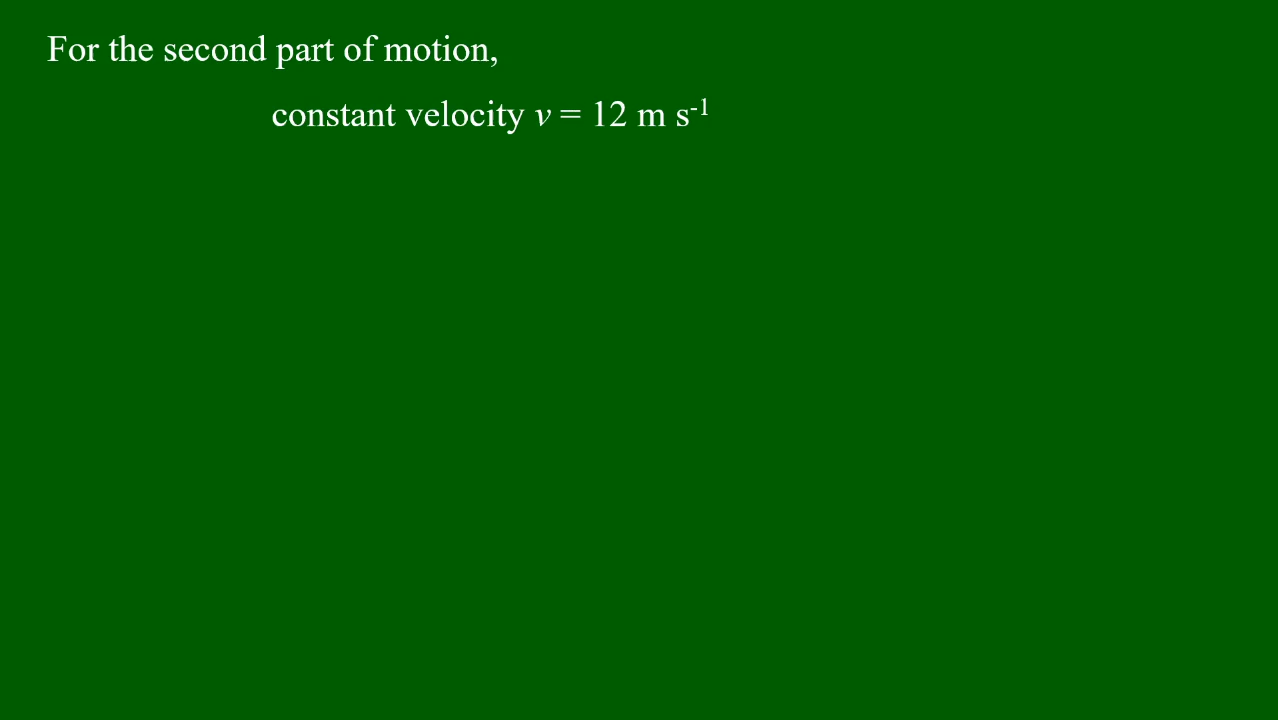 For the second part of motion,
constant velocity v = 12 m s⁻¹